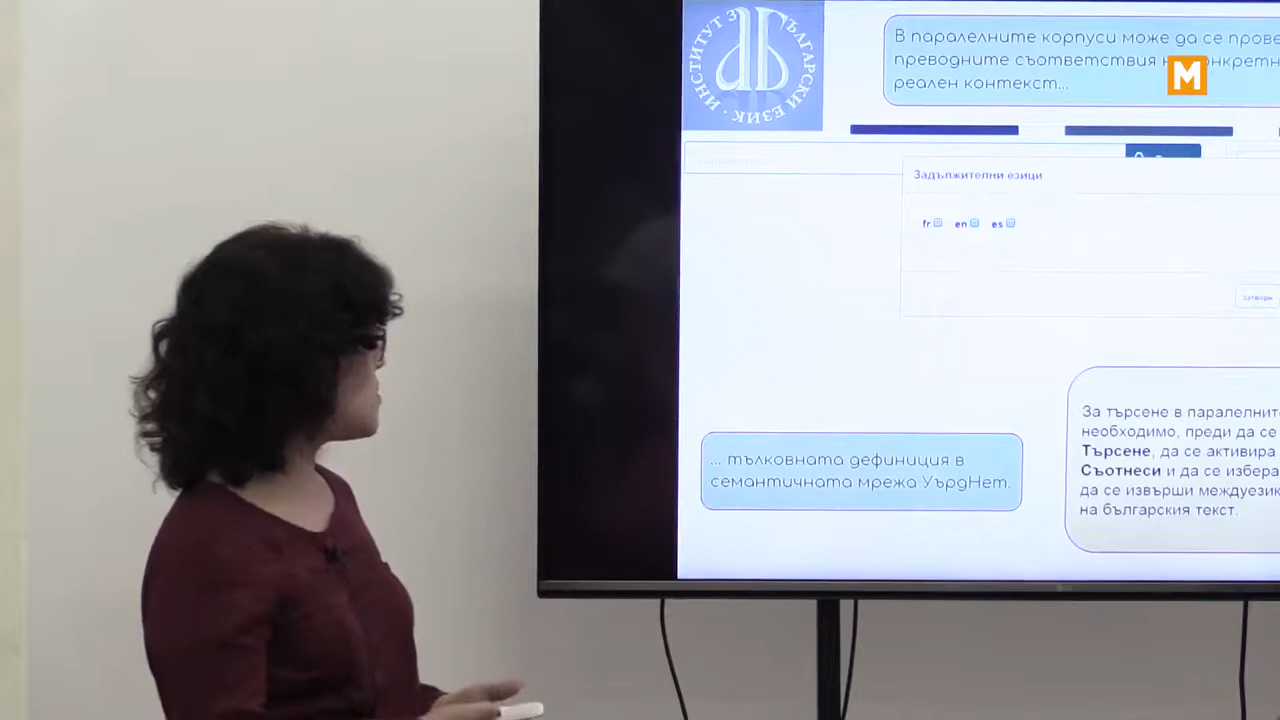 ИНСТИТУТ ЗА БЪЛГАРСКИ ЕЗИК
В паралелните корпуси може да се прове
преводните съответствия
реален контекст...
M
Задължителни езици
fr en es
затвори
... тълковната дефиниция в
семантичната мрежа УърдНет.
За търсене в паралелните
необходимо, преди да се
Търсене, да се активира
Съотнеси и да се избера
да се извърши междуезик
на българския текст.